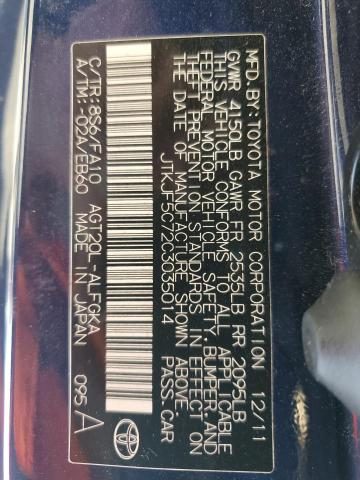 MFD. BY: TOYOTA MOTOR CORPORATION 12/11
GVWR 4150LB GAWR FR 2535LB RR 2095LB
THIS VEHICLE CONFORMS TO ALL APPLICABLE
FEDERAL MOTOR VEHICLE SAFETY, BUMPER, AND
THEFT PREVENTION STANDARDS IN EFFECT ON
THE DATE OF MANUFACTURE SHOWN ABOVE.
JTKJF5C72C3035014 PASS.CAR
C/TR:8S6/FA10 AGT20L-ALFGKA 095 A
A/TM:-02A/EB60 MADE IN JAPAN
TOYOTA